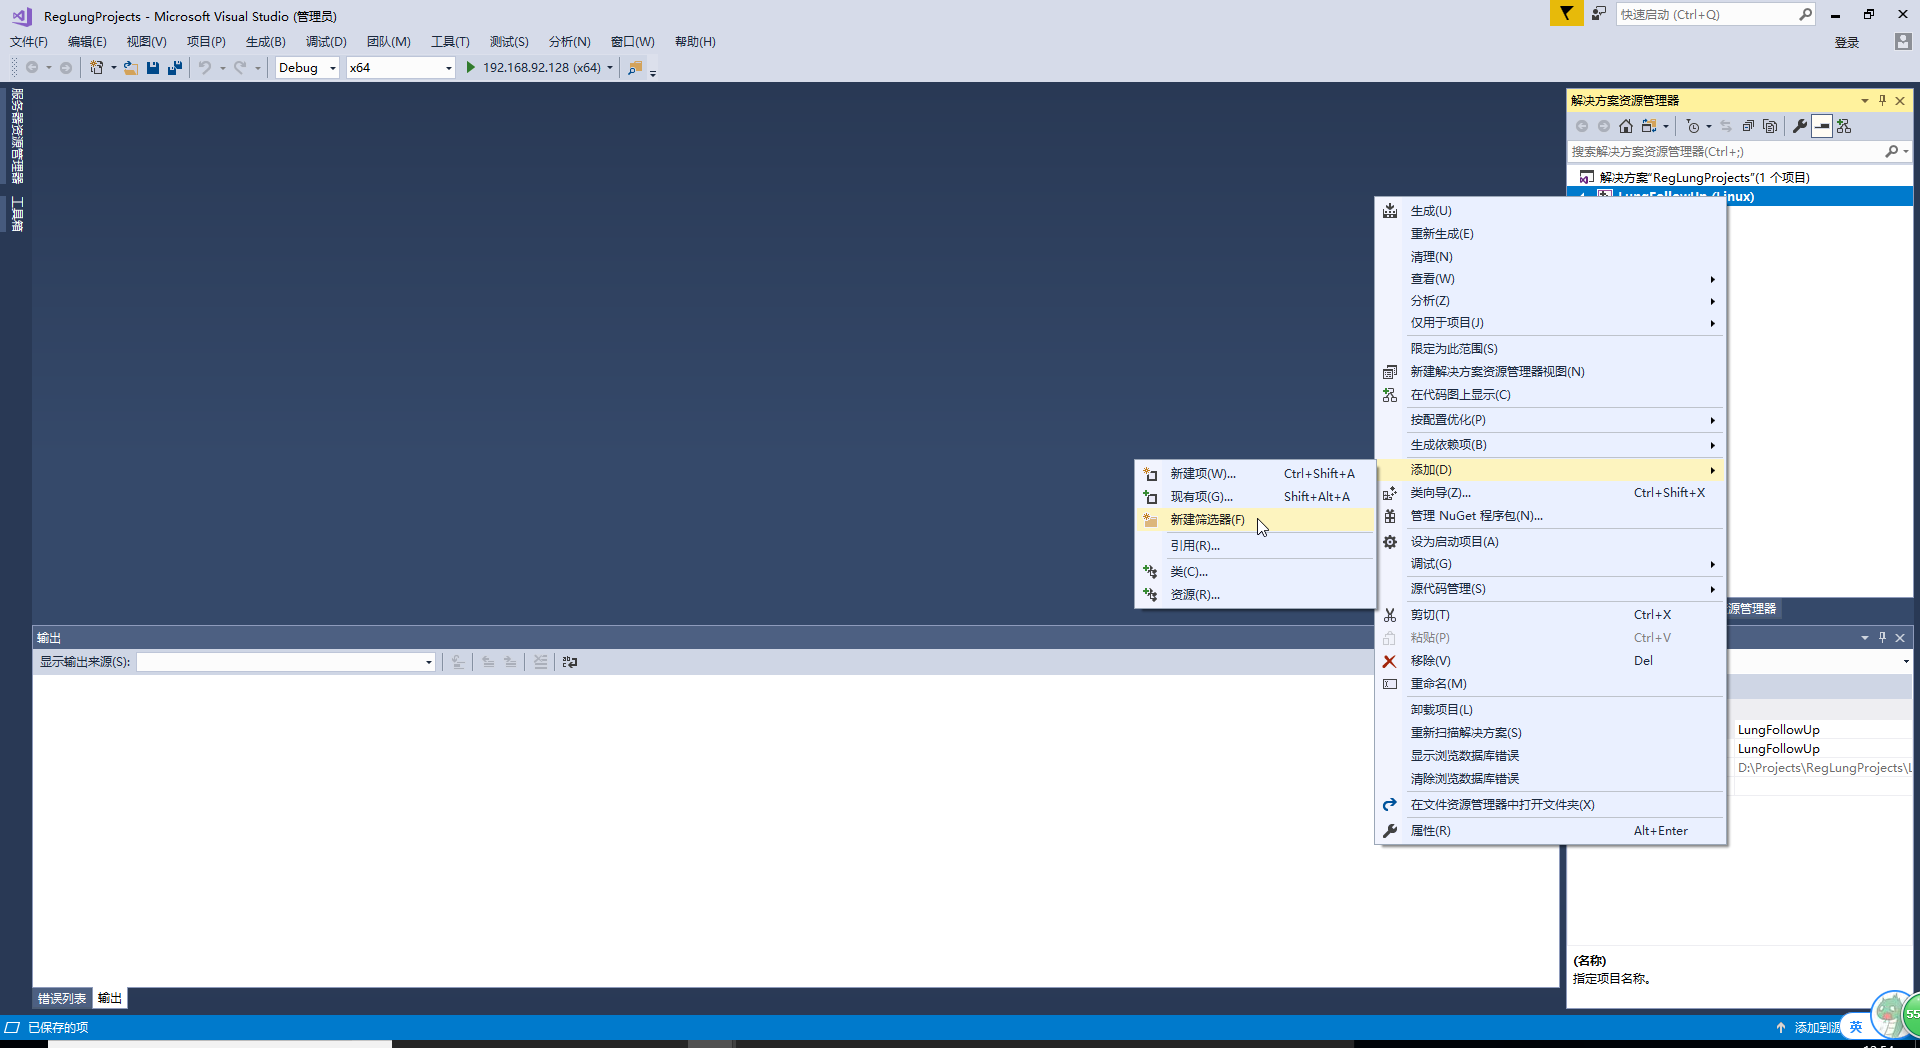 RegLungProjects - Microsoft Visual Studio (管理员)
快速启动 (Ctrl+Q)
文件(F) 编辑(E) 视图(V) 项目(P) 生成(B) 调试(D) 团队(M) 工具(T) 测试(S) 分析(N) 窗口(W) 帮助(H)
登录
Debug x64 192.168.92.128 (x64)
服务器资源管理器
工具箱
解决方案资源管理器
搜索解决方案资源管理器(Ctrl+;)
解决方案"RegLungProjects"(1 个项目)
LungFollowUp (Linux)
生成(U)
重新生成(E)
清理(N)
查看(W)
分析(Z)
仅用于项目(J)
限定为此范围(S)
新建解决方案资源管理器视图(N)
在代码图上显示(C)
按配置优化(P)
生成依赖项(B)
添加(D)
类向导(Z)... Ctrl+Shift+X
管理 NuGet 程序包(N)...
设为启动项目(A)
调试(G)
源代码管理(S)
剪切(T) Ctrl+X
粘贴(P) Ctrl+V
移除(V) Del
重命名(M)
卸载项目(L)
重新扫描解决方案(S)
显示浏览数据库错误
清除浏览数据库错误
在文件资源管理器中打开文件夹(X)
属性(R) Alt+Enter
新建项(W)... Ctrl+Shift+A
现有项(G)... Shift+Alt+A
新建筛选器(F)
引用(R)...
类(C)...
资源(R)...
源管理器
输出
显示输出来源(S):
LungFollowUp
LungFollowUp
D:\Projects\RegLungProjects\L
(名称)
指定项目名称。
错误列表 输出
已保存的项
添加到源
英
55